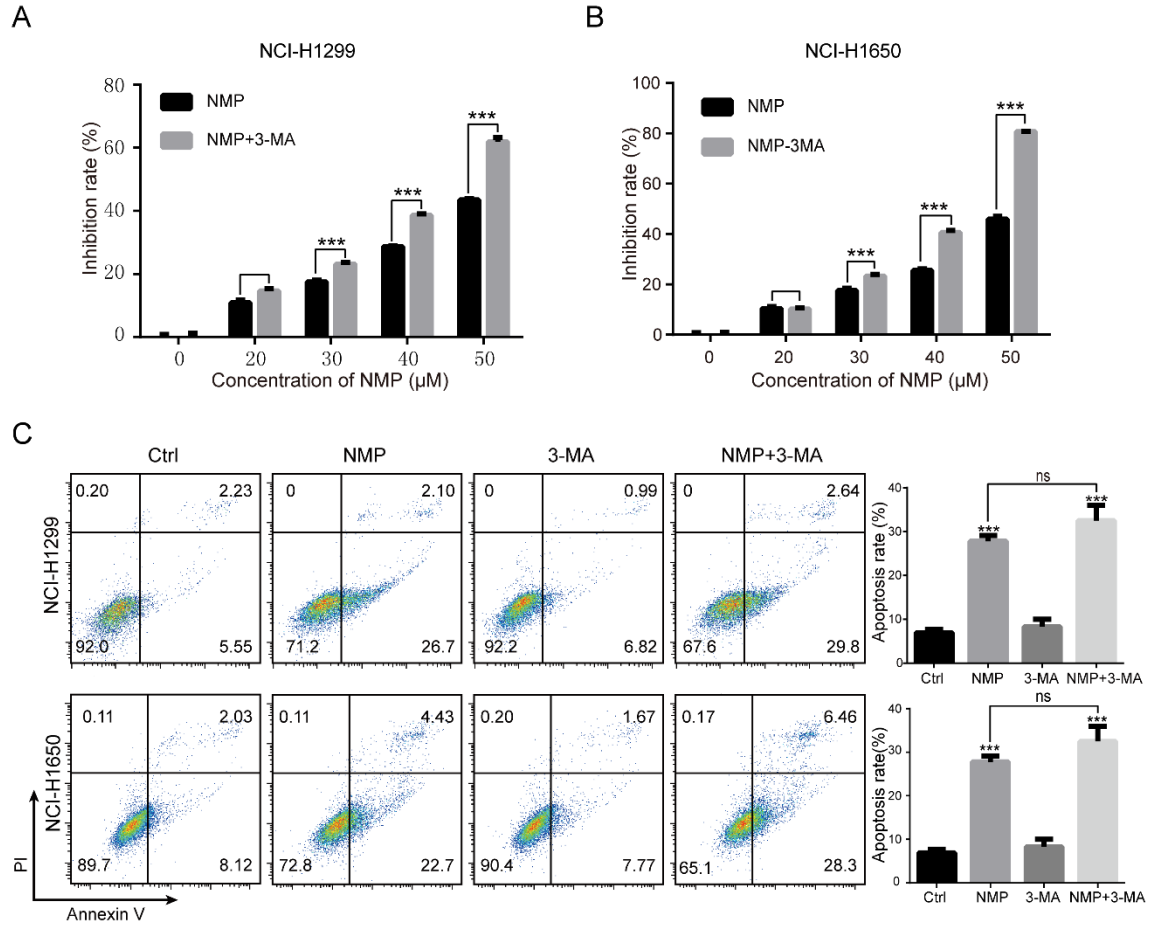 A
NCI-H1299
80
60
40
20
0
Inhibition rate (%)
NMP
NMP+3-MA
***
***
***
0 20 30 40 50
Concentration of NMP (μM)
B
NCI-H1650
100
80
60
40
20
0
Inhibition rate (%)
NMP
NMP-3MA
***
***
***
0 20 30 40 50
Concentration of NMP (μM)
C
Ctrl NMP 3-MA NMP+3-MA
NCI-H1299
0.20 2.23
92.0 5.55
0 2.10
71.2 26.7
0 0.99
92.2 6.82
0 2.64
67.6 29.8
Apoptosis rate (%)
40
30
20
10
0
ns
***
***
Ctrl NMP 3-MA NMP+3-MA
NCI-H1650
0.11 2.03
89.7 8.12
0.11 4.43
72.8 22.7
0.20 1.67
90.4 7.77
0.17 6.46
65.1 28.3
Apoptosis rate(%)
40
30
20
10
0
ns
***
***
Ctrl NMP 3-MA NMP+3-MA
PI
Annexin V